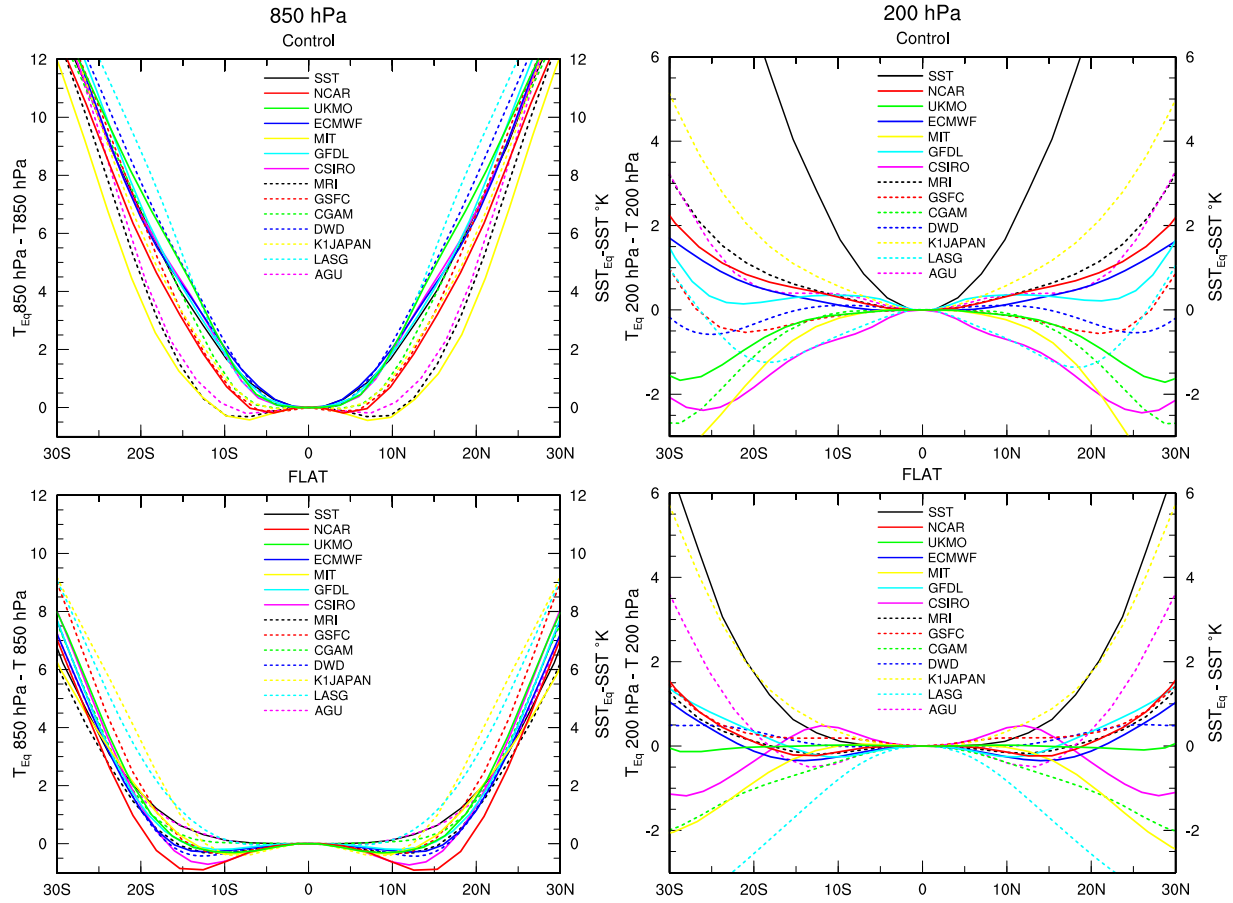 850 hPa
Control
12
10
8
6
4
2
0
T_Eq 850 hPa - T850 hPa
12
10
8
6
4
2
0
SST_Eq-SST °K
SST
NCAR
UKMO
ECMWF
MIT
GFDL
CSIRO
MRI
GSFC
CGAM
DWD
K1JAPAN
LASG
AGU
30S 20S 10S 0 10N 20N 30N
200 hPa
Control
6
4
2
0
-2
T_Eq 200 hPa - T 200 hPa
6
4
2
0
-2
SST_Eq-SST °K
SST
NCAR
UKMO
ECMWF
MIT
GFDL
CSIRO
MRI
GSFC
CGAM
DWD
K1JAPAN
LASG
AGU
30S 20S 10S 0 10N 20N 30N
FLAT
12
10
8
6
4
2
0
T_Eq 850 hPa - T 850 hPa
12
10
8
6
4
2
0
SST_Eq-SST °K
SST
NCAR
UKMO
ECMWF
MIT
GFDL
CSIRO
MRI
GSFC
CGAM
DWD
K1JAPAN
LASG
AGU
30S 20S 10S 0 10N 20N 30N
FLAT
6
4
2
0
-2
T_Eq 200 hPa - T 200 hPa
6
4
2
0
-2
SST_Eq - SST °K
SST
NCAR
UKMO
ECMWF
MIT
GFDL
CSIRO
MRI
GSFC
CGAM
DWD
K1JAPAN
LASG
AGU
30S 20S 10S 0 10N 20N 30N